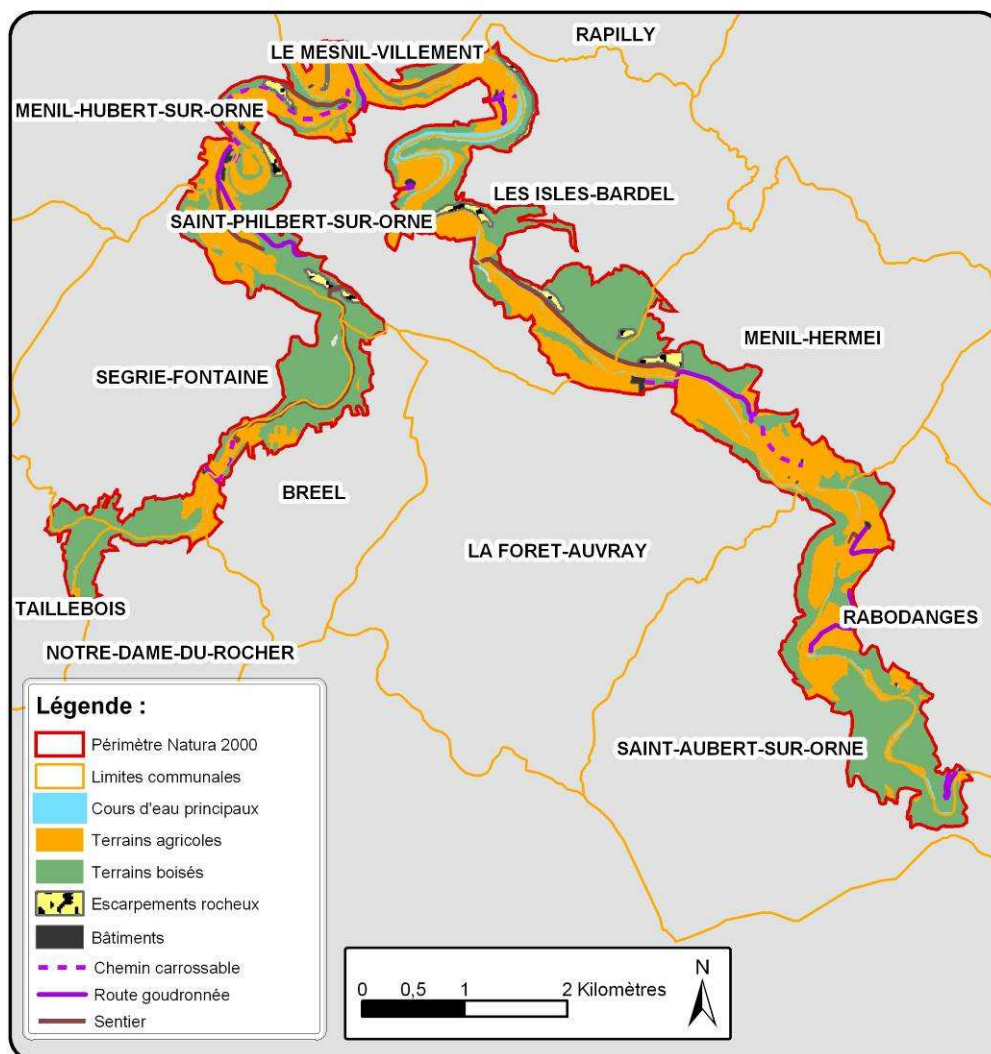 RAPILLY
LE MESNIL-VILLEMENT
MENIL-HUBERT-SUR-ORNE
LES ISLES-BARDEL
SAINT-PHILBERT-SUR-ORNE
MENIL-HERMEI
SEGRIE-FONTAINE
BREEL
LA FORET-AUVRAY
TAILLEBOIS
RABODANGES
NOTRE-DAME-DU-ROCHER
SAINT-AUBERT-SUR-ORNE
Légende :
Périmètre Natura 2000
Limites communales
Cours d'eau principaux
Terrains agricoles
Terrains boisés
Escarpements rocheux
Bâtiments
Chemin carrossable
Route goudronnée
Sentier
0 0,5 1 2 Kilomètres
N